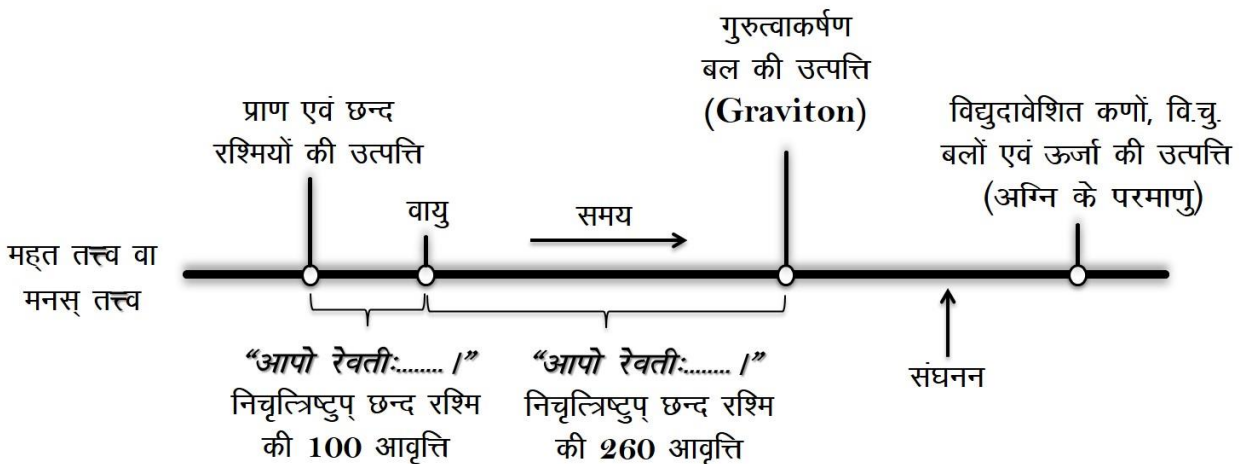 गुरुत्वाकर्षण
बल की उत्पत्ति
(Graviton)
प्राण एवं छन्द
रश्मियों की उत्पत्ति
विद्युदावेशित कणों, वि.चु.
बलों एवं ऊर्जा की उत्पत्ति
(अग्नि के परमाणु)
वायु
समय
मह्त तत्त्व वा
मनस् तत्त्व
“आपो रेवतीः........ ।”
निचृत्त्रिष्टुप् छन्द रश्मि
की 100 आवृत्ति
“आपो रेवतीः........ ।”
निचृत्त्रिष्टुप् छन्द रश्मि
की 260 आवृत्ति
संघनन